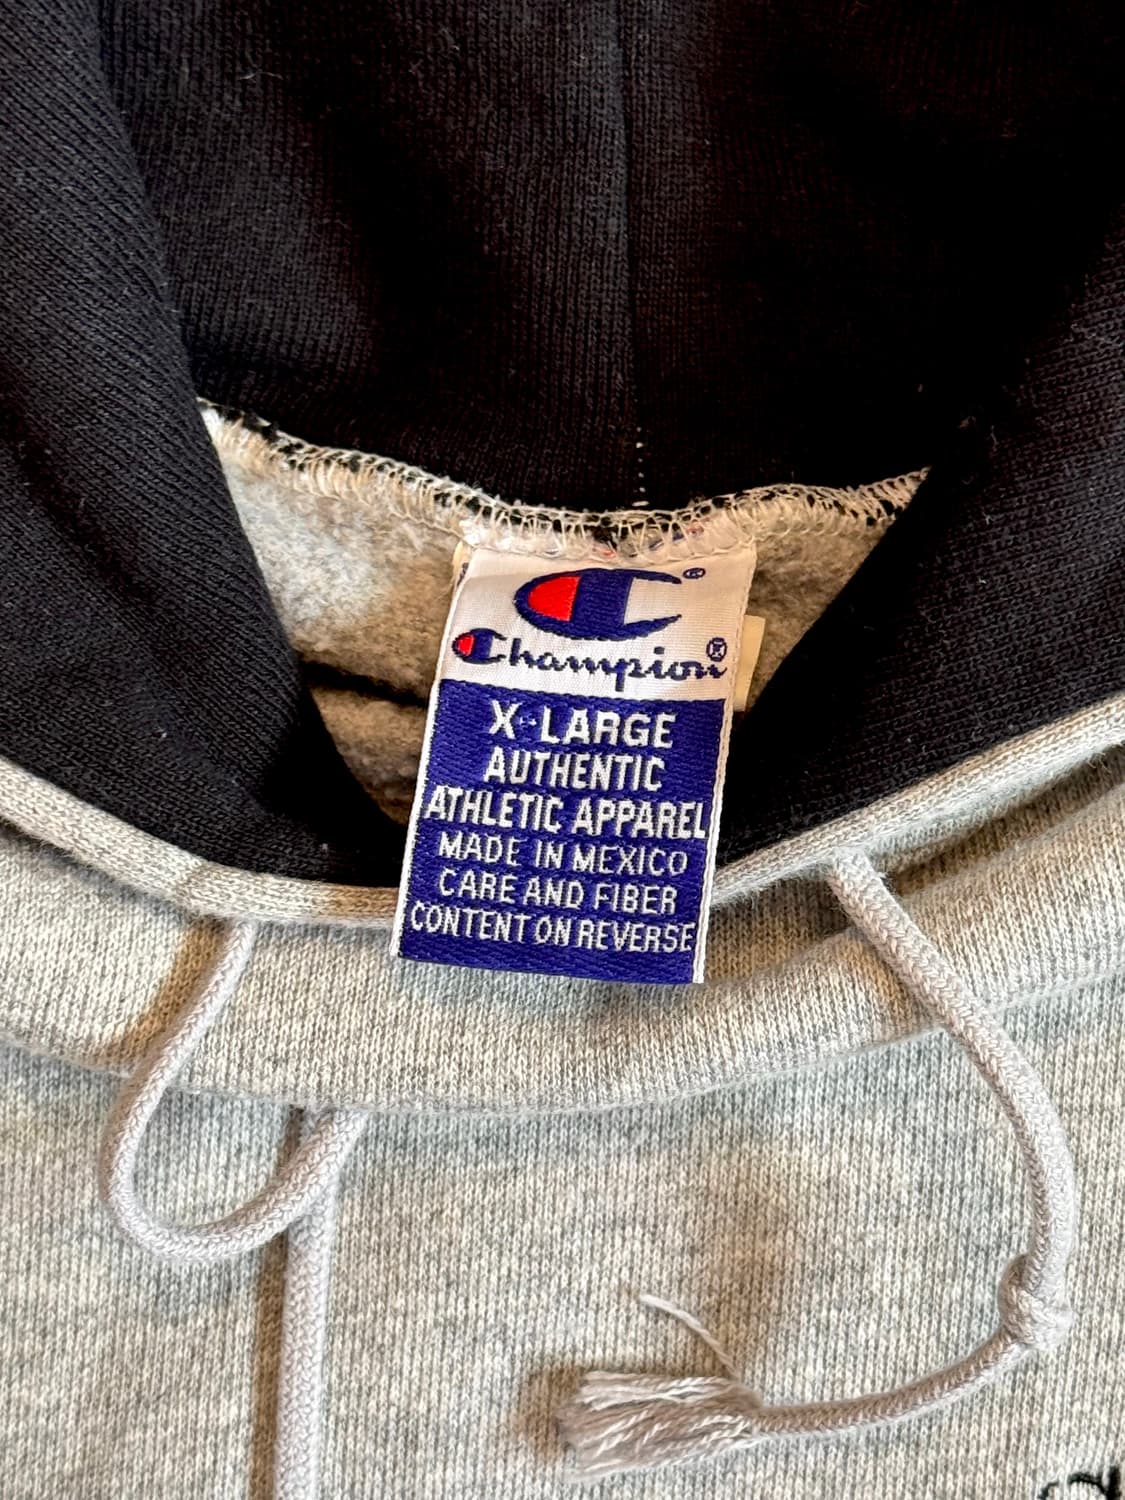 ®
Champion®
X-LARGE
AUTHENTIC
ATHLETIC APPAREL
MADE IN MEXICO
CARE AND FIBER
CONTENT ON REVERSE